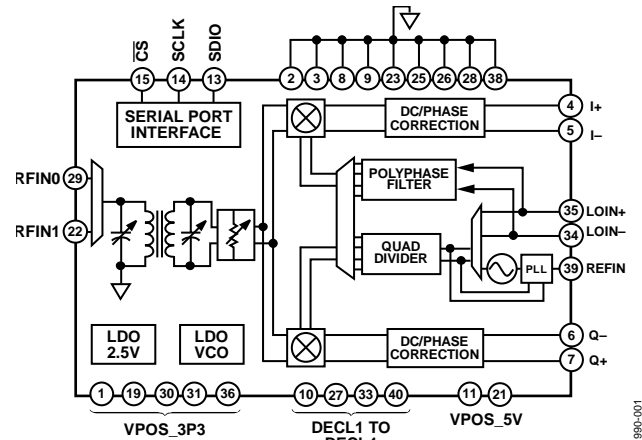 CS
SCLK
SDIO
15 14 13
2 3 8 9 23 25 26 28 38
SERIAL PORT
INTERFACE
RFIN0 29
RFIN1 22
DC/PHASE
CORRECTION
4 I+
5 I–
POLYPHASE
FILTER
35 LOIN+
34 LOIN–
QUAD
DIVIDER
PLL
39 REFIN
LDO
2.5V
LDO
VCO
DC/PHASE
CORRECTION
6 Q–
7 Q+
1 19 30 31 36
10 27 33 40
11 21
VPOS_3P3
DECL1 TO
VPOS_5V
990-001